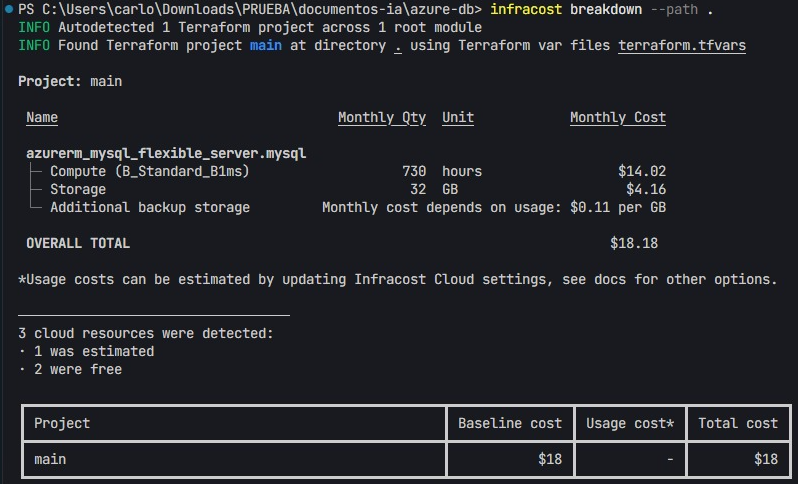 PS C:\Users\carlo\Downloads\PRUEBA\documentos-ia\azure-db> infracost breakdown --path .
INFO Autodetected 1 Terraform project across 1 root module
INFO Found Terraform project main at directory . using Terraform var files terraform.tfvars
Project: main
Name Monthly Qty Unit Monthly Cost
azurerm_mysql_flexible_server.mysql
├─ Compute (B_Standard_B1ms) 730 hours $14.02
├─ Storage 32 GB $4.16
└─ Additional backup storage Monthly cost depends on usage: $0.11 per GB
OVERALL TOTAL $18.18
*Usage costs can be estimated by updating Infracost Cloud settings, see docs for other options.
3 cloud resources were detected:
· 1 was estimated
· 2 were free
Project Baseline cost Usage cost* Total cost
main $18 - $18